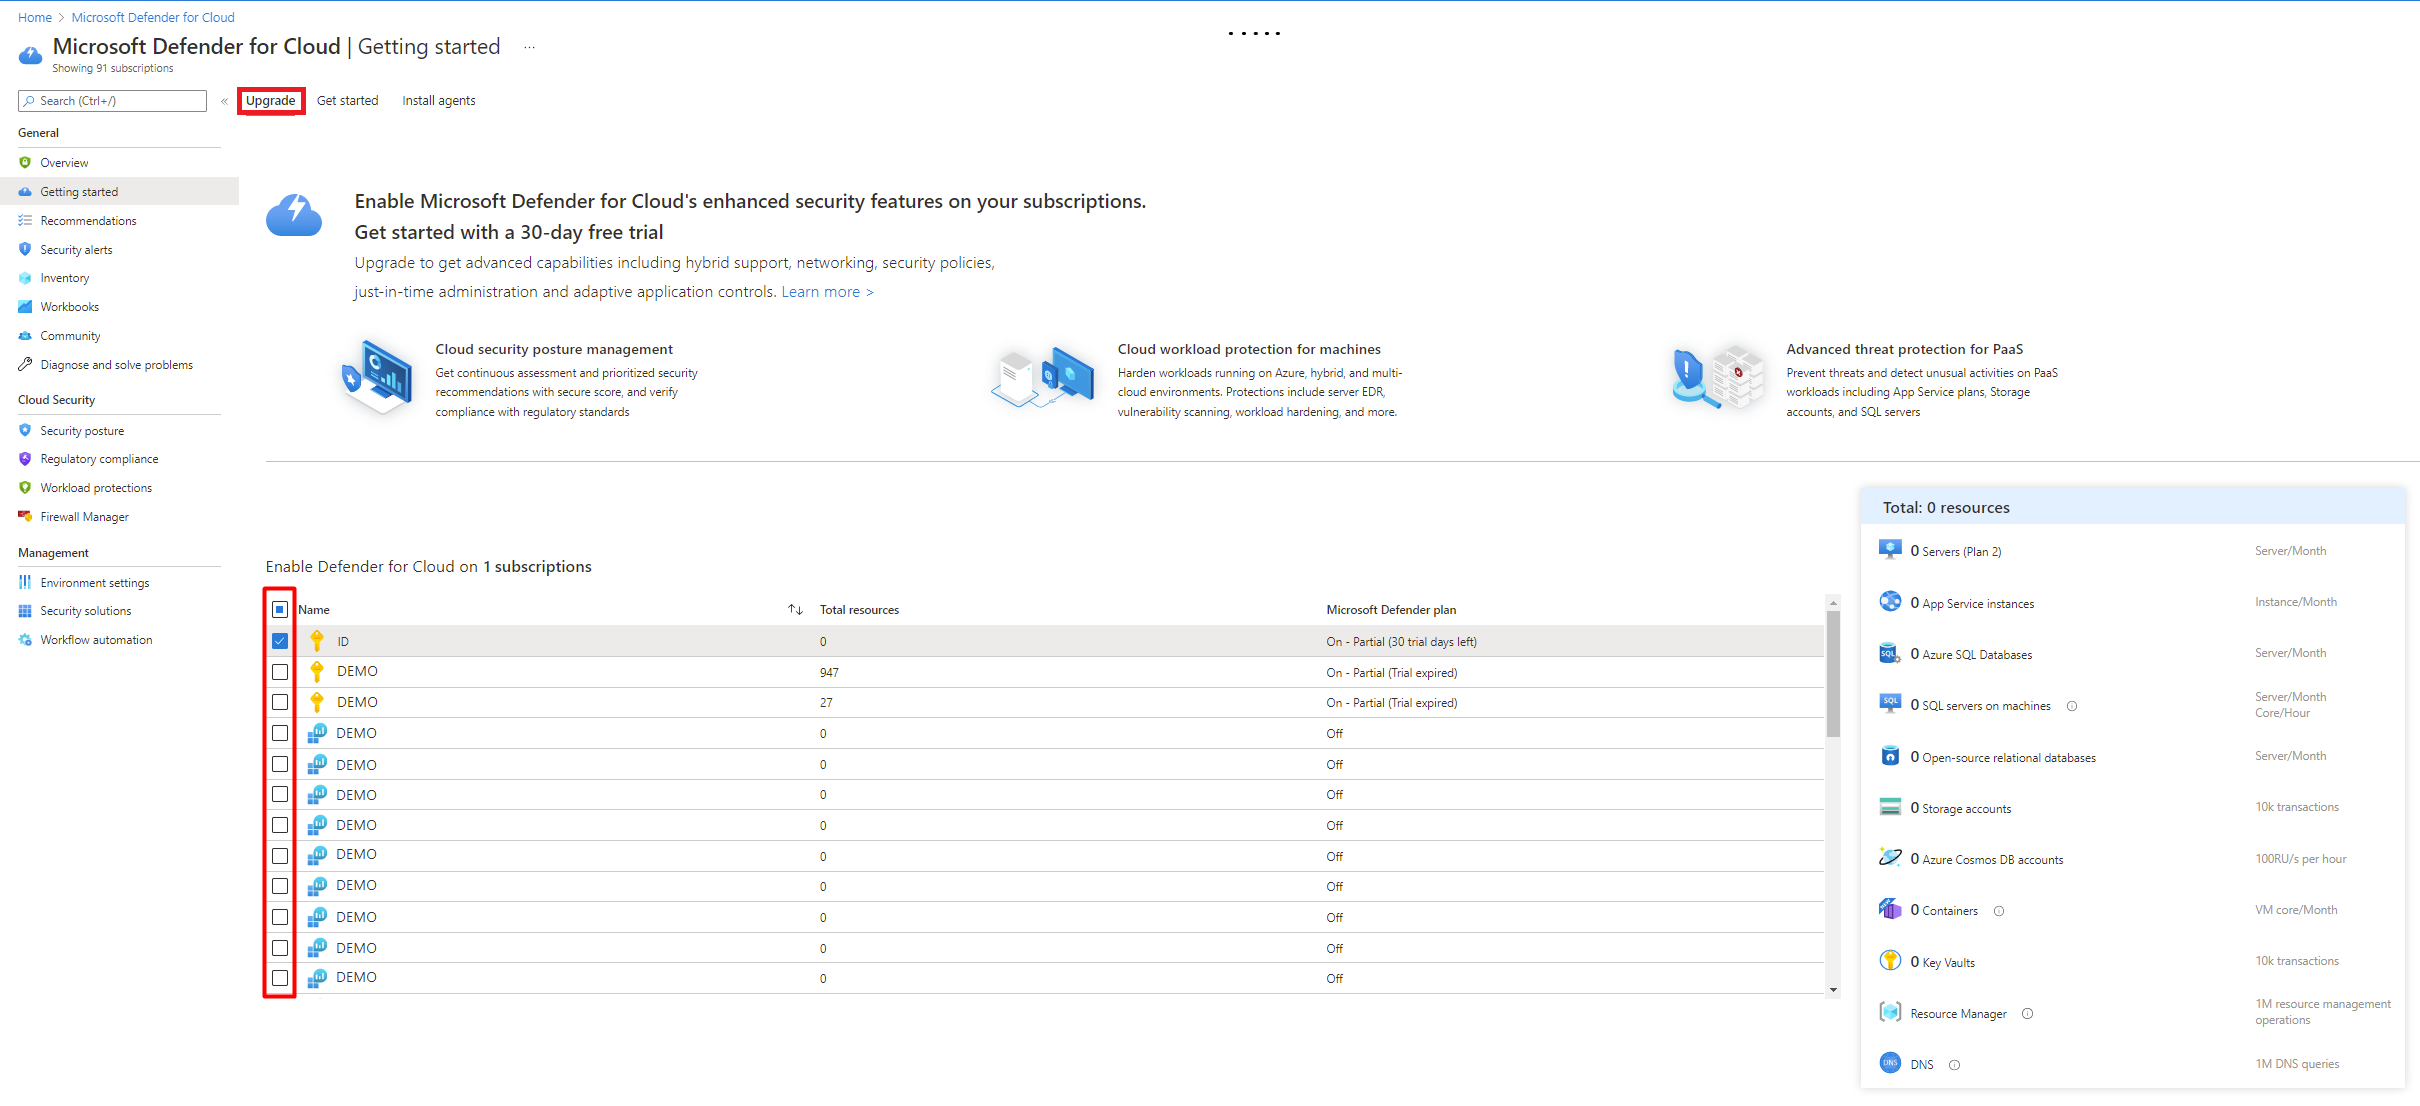 Home > Microsoft Defender for Cloud
Microsoft Defender for Cloud | Getting started ...
Showing 91 subscriptions
Search (Ctrl+/)
«
Upgrade
Get started
Install agents
General
Overview
Getting started
Recommendations
Security alerts
Inventory
Workbooks
Community
Diagnose and solve problems
Cloud Security
Security posture
Regulatory compliance
Workload protections
Firewall Manager
Management
Environment settings
Security solutions
Workflow automation
Enable Microsoft Defender for Cloud's enhanced security features on your subscriptions.
Get started with a 30-day free trial
Upgrade to get advanced capabilities including hybrid support, networking, security policies,
just-in-time administration and adaptive application controls. Learn more >
Cloud security posture management
Get continuous assessment and prioritized security
recommendations with secure score, and verify
compliance with regulatory standards
Cloud workload protection for machines
Harden workloads running on Azure, hybrid, and multi-
cloud environments. Protections include server EDR,
vulnerability scanning, workload hardening, and more.
Advanced threat protection for PaaS
Prevent threats and detect unusual activities on PaaS
workloads including App Service plans, Storage
accounts, and SQL servers
Enable Defender for Cloud on 1 subscriptions
Name ↑↓ Total resources Microsoft Defender plan
ID 0 On - Partial (30 trial days left)
DEMO 947 On - Partial (Trial expired)
DEMO 27 On - Partial (Trial expired)
DEMO 0 Off
DEMO 0 Off
DEMO 0 Off
DEMO 0 Off
DEMO 0 Off
DEMO 0 Off
DEMO 0 Off
DEMO 0 Off
DEMO 0 Off
Total: 0 resources
0 Servers (Plan 2) Server/Month
0 App Service instances Instance/Month
SQL 0 Azure SQL Databases Server/Month
SQL 0 SQL servers on machines Server/Month
Core/Hour
0 Open-source relational databases Server/Month
0 Storage accounts 10k transactions
0 Azure Cosmos DB accounts 100RU/s per hour
0 Containers VM core/Month
0 Key Vaults 10k transactions
Resource Manager 1M resource management
operations
DNS DNS 1M DNS queries